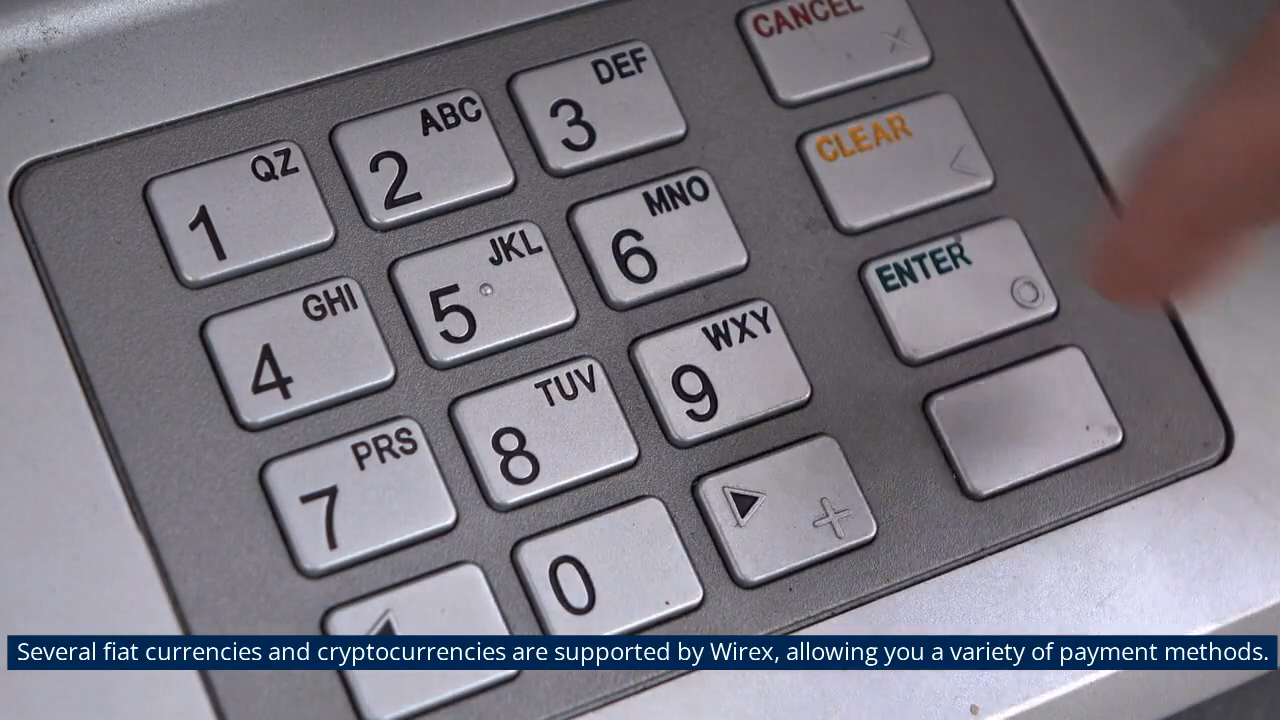 CANCEL
DEF
3
ABC
2
QZ
1
CLEAR
MNO
6
JKL
5
GHI
4
ENTER
WXY
9
TUV
8
PRS
7
0
Several fiat currencies and cryptocurrencies are supported by Wirex, allowing you a variety of payment methods.